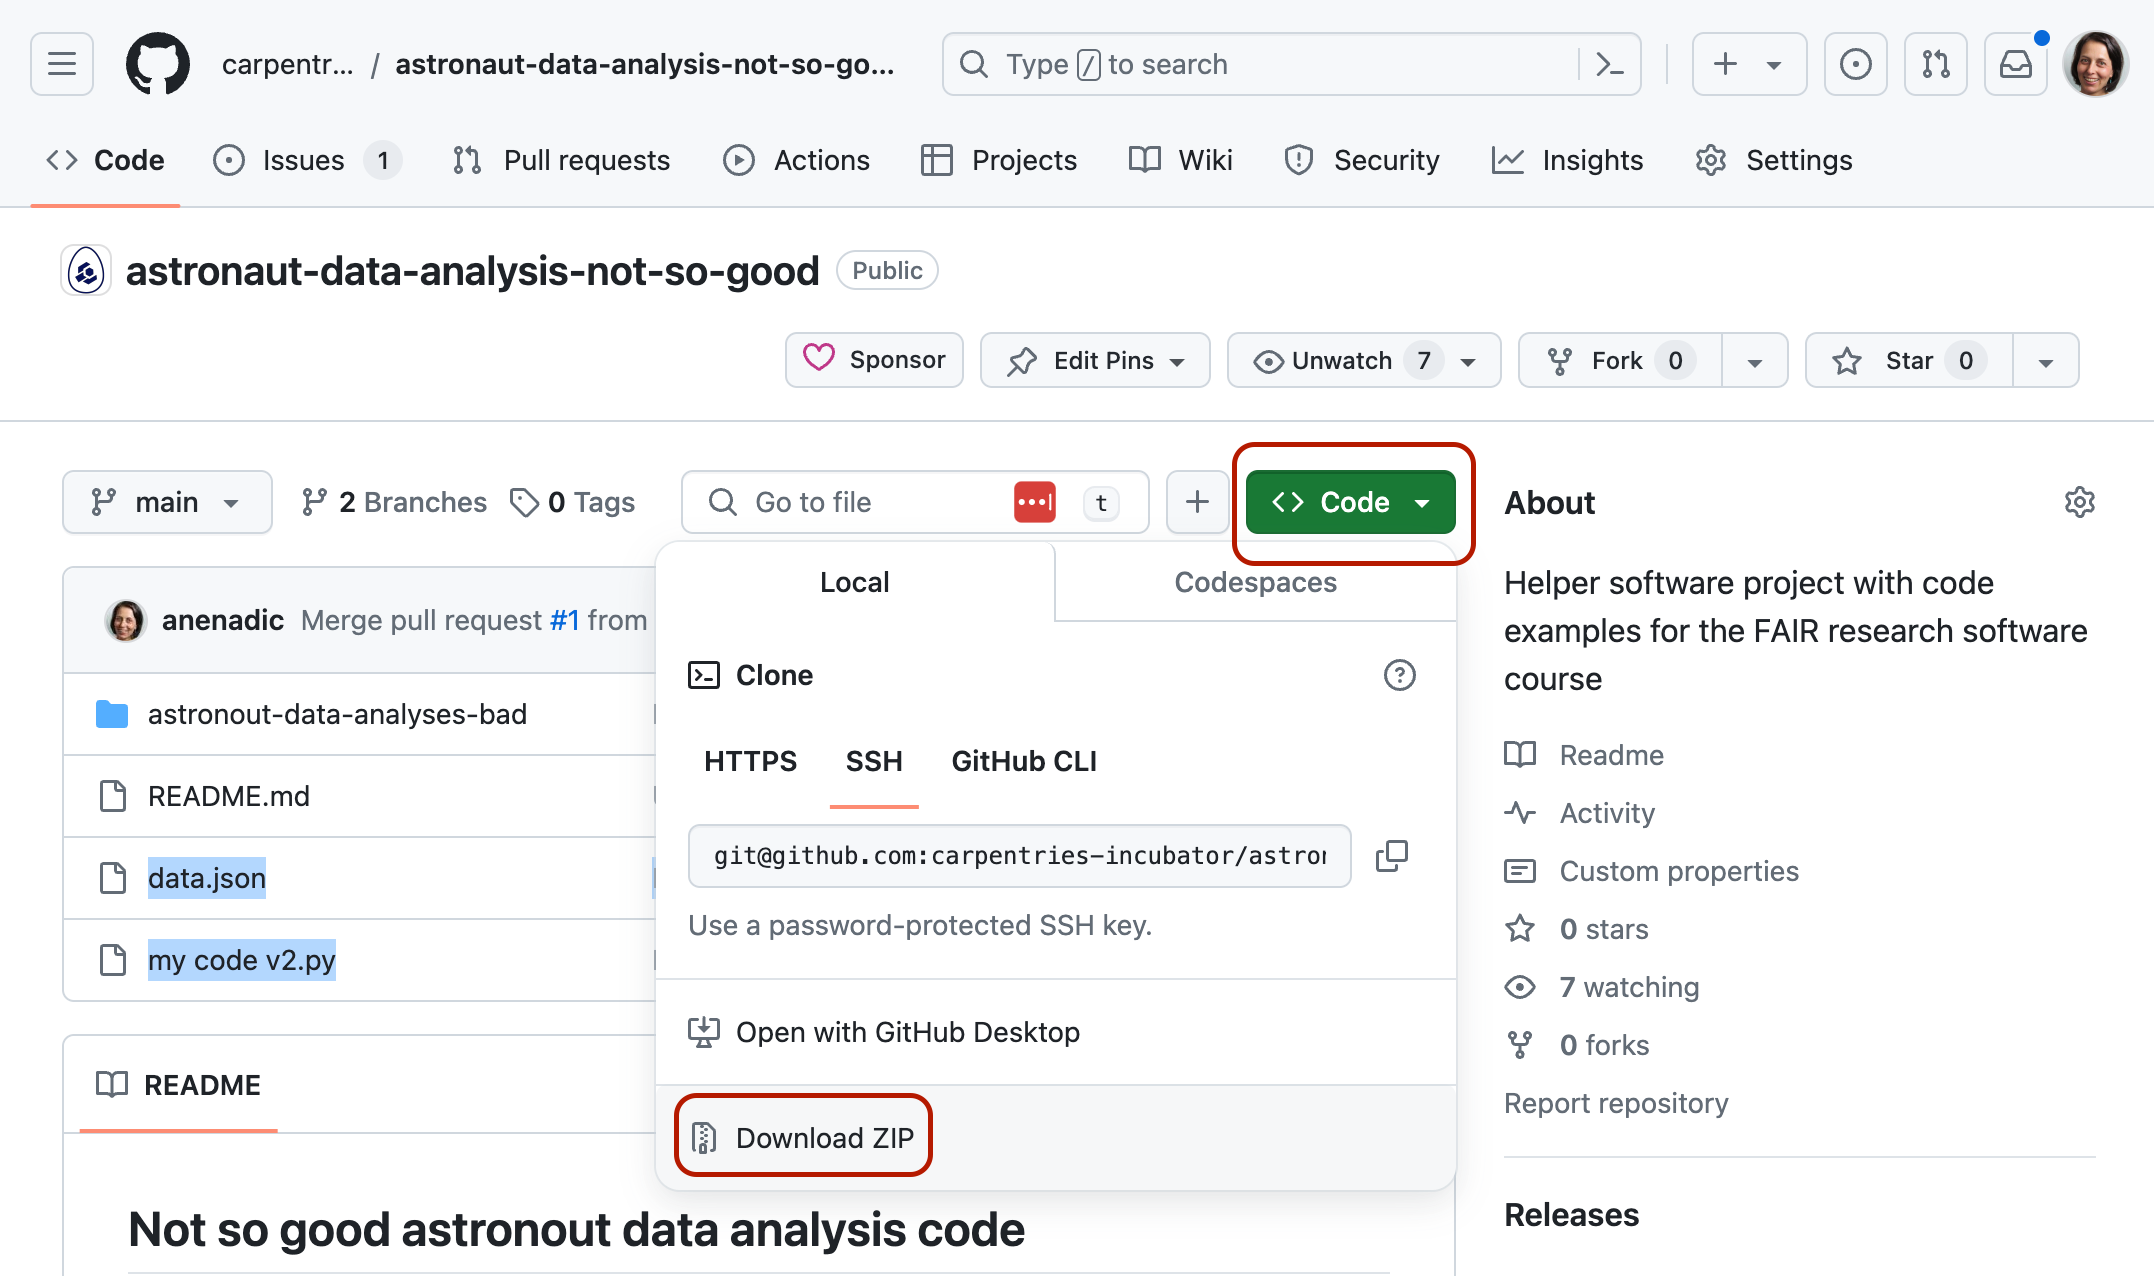 carpentr... / astronaut-data-analysis-not-so-go...
Type / to search
Code
Issues 1
Pull requests
Actions
Projects
Wiki
Security
Insights
Settings
astronaut-data-analysis-not-so-good Public
Sponsor
Edit Pins
Unwatch 7
Fork 0
Star 0
main
2 Branches
0 Tags
Go to file t
Code
Local
Codespaces
Clone
HTTPS SSH GitHub CLI
git@github.com:carpentries-incubator/astro
Use a password-protected SSH key.
Open with GitHub Desktop
Download ZIP
anenadic Merge pull request #1 from
astronout-data-analyses-bad
README.md
data.json
my code v2.py
README
Not so good astronout data analysis code
About
Helper software project with code
examples for the FAIR research software
course
Readme
Activity
Custom properties
0 stars
7 watching
0 forks
Report repository
Releases